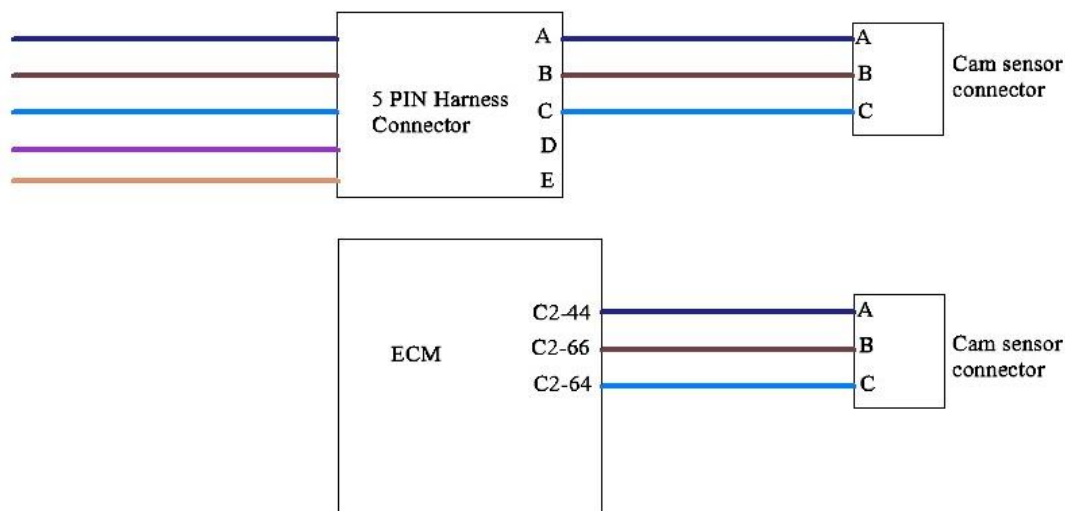 A
B
C
D
E
5 PIN Harness
Connector
A
B
C
Cam sensor
connector
ECM
C2-44
C2-66
C2-64
A
B
C
Cam sensor
connector